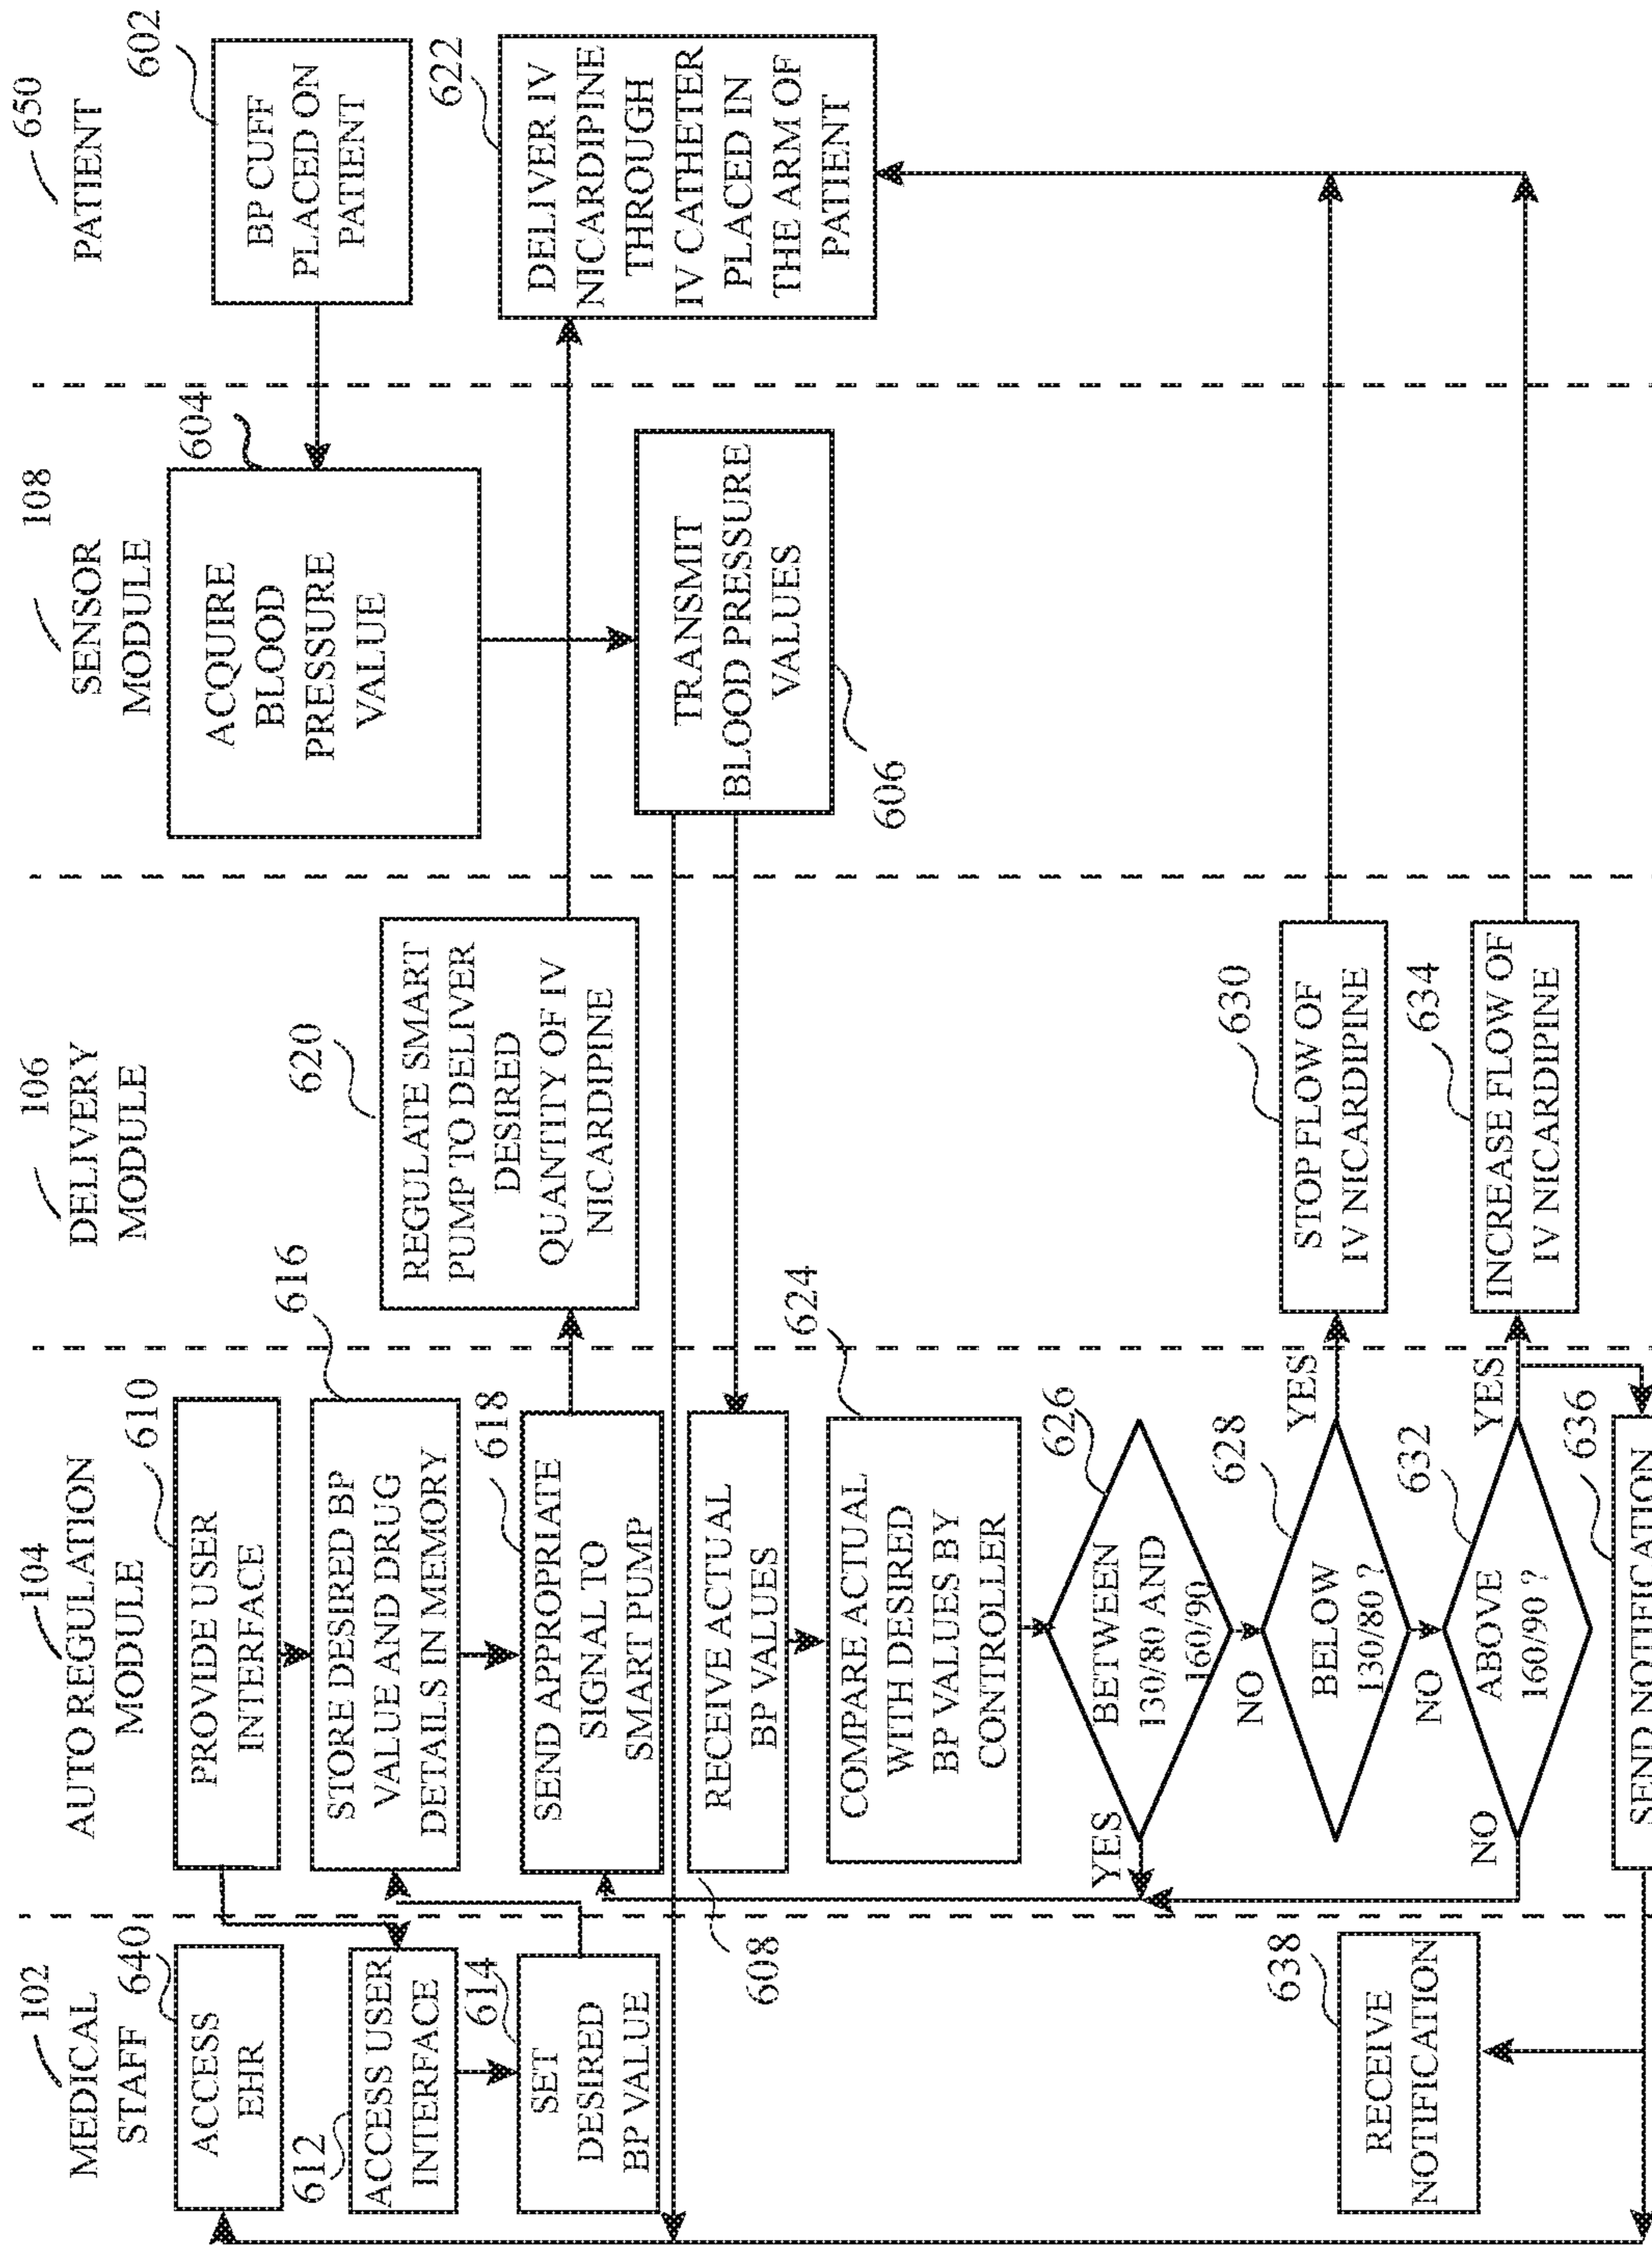 102
MEDICAL
STAFF
640
ACCESS
EHR
612
ACCESS USER
INTERFACE
614
SET
DESIRED
BP VALUE
638
RECEIVE
NOTIFICATION
104
AUTO REGULATION
MODULE
610
PROVIDE USER
INTERFACE
616
STORE DESIRED BP
VALUE AND DRUG
DETAILS IN MEMORY
618
SEND APPROPRIATE
SIGNAL TO
SMART PUMP
608
RECEIVE ACTUAL
BP VALUES
624
COMPARE ACTUAL
WITH DESIRED
BP VALUES BY
CONTROLLER
626
BETWEEN
130/80 AND
160/90
YES
NO
628
BELOW
130/80 ?
YES
NO
632
ABOVE
160/90 ?
YES
NO
636
SEND NOTIFICATION
106
DELIVERY
MODULE
620
REGULATE SMART
PUMP TO DELIVER
DESIRED
QUANTITY OF IV
NICARDIPINE
630
STOP FLOW OF
IV NICARDIPINE
634
INCREASE FLOW OF
IV NICARDIPINE
108
SENSOR
MODULE
604
ACQUIRE
BLOOD
PRESSURE
VALUE
TRANSMIT
BLOOD PRESSURE
VALUES
606
650
PATIENT
602
BP CUFF
PLACED ON
PATIENT
622
DELIVER IV
NICARDIPINE
THROUGH
IV CATHETER
PLACED IN
THE ARM OF
PATIENT